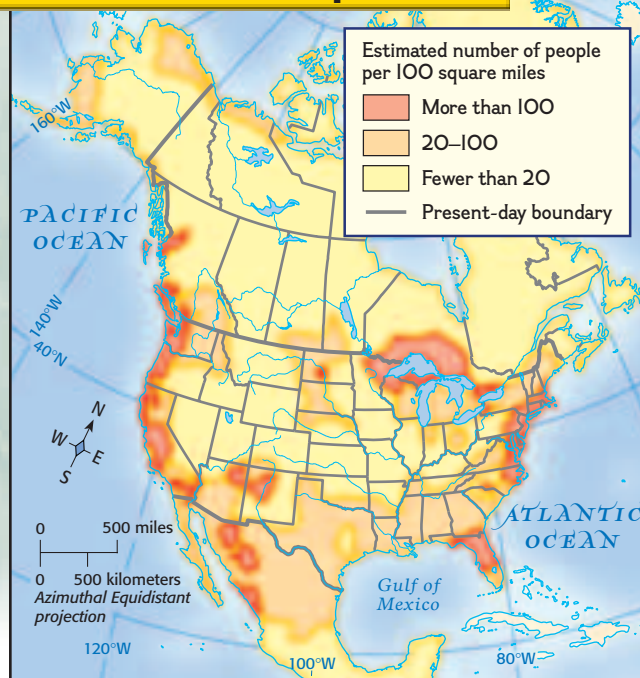 Estimated number of people
per 100 square miles
More than 100
20–100
Fewer than 20
Present-day boundary
160°W
PACIFIC
OCEAN
140°W
40°N
N
W
E
S
0 500 miles
0 500 kilometers
Azimuthal Equidistant
projection
ATLANTIC
OCEAN
Gulf of
Mexico
120°W
100°W
80°W